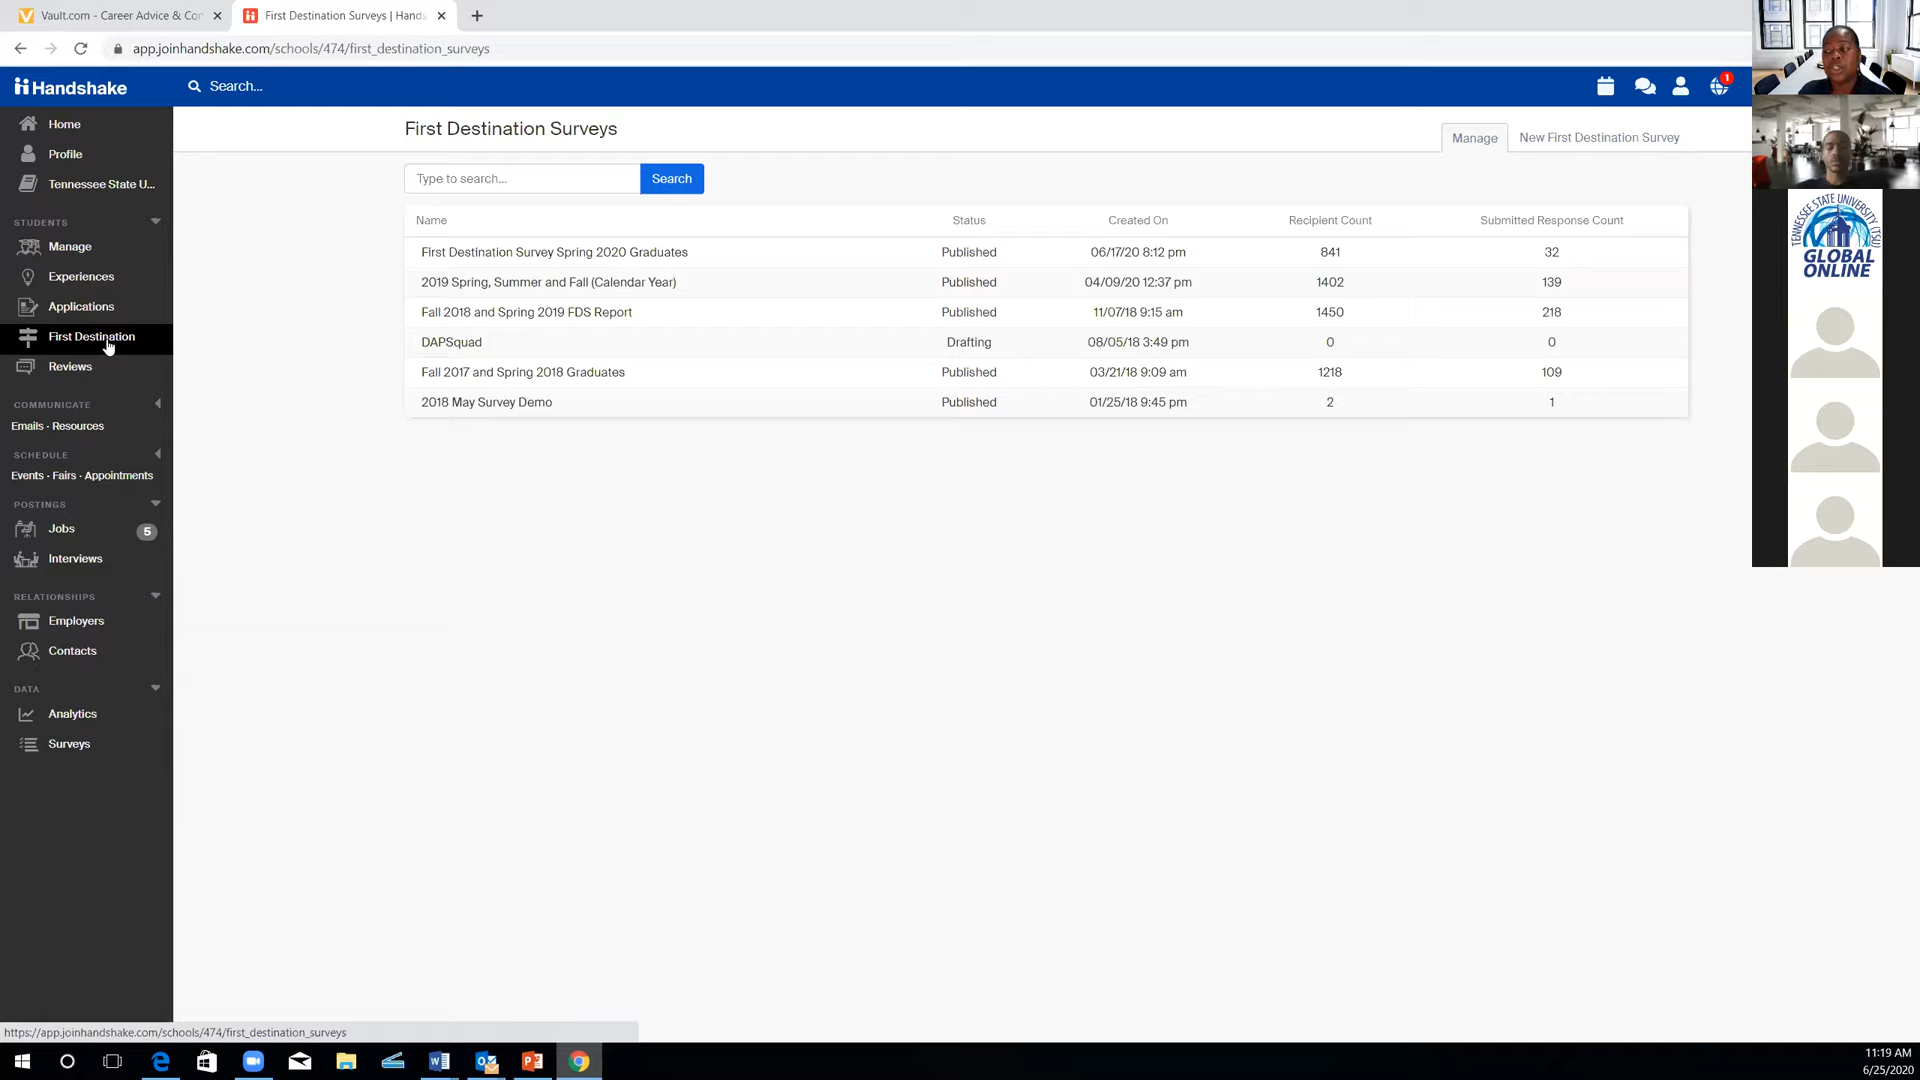 Vault.com - Career Advice & Con
First Destination Surveys | Hands
app.joinhandshake.com/schools/474/first_destination_surveys
Handshake
Search...
1
Home
Profile
Tennessee State U...
STUDENTS
Manage
Experiences
Applications
First Destination
Reviews
COMMUNICATE
Emails · Resources
SCHEDULE
Events · Fairs · Appointments
POSTINGS
Jobs 5
Interviews
RELATIONSHIPS
Employers
Contacts
DATA
Analytics
Surveys
First Destination Surveys
Manage New First Destination Survey
Type to search... Search
Name Status Created On Recipient Count Submitted Response Count
First Destination Survey Spring 2020 Graduates Published 06/17/20 8:12 pm 841 32
2019 Spring, Summer and Fall (Calendar Year) Published 04/09/20 12:37 pm 1402 139
Fall 2018 and Spring 2019 FDS Report Published 11/07/18 9:15 am 1450 218
DAPSquad Drafting 08/05/18 3:49 pm 0 0
Fall 2017 and Spring 2018 Graduates Published 03/21/18 9:09 am 1218 109
2018 May Survey Demo Published 01/25/18 9:45 pm 2 1
TENNESSEE STATE UNIVERSITY (TSU)
GLOBAL
ONLINE
https://app.joinhandshake.com/schools/474/first_destination_surveys
11:19 AM
6/25/2020